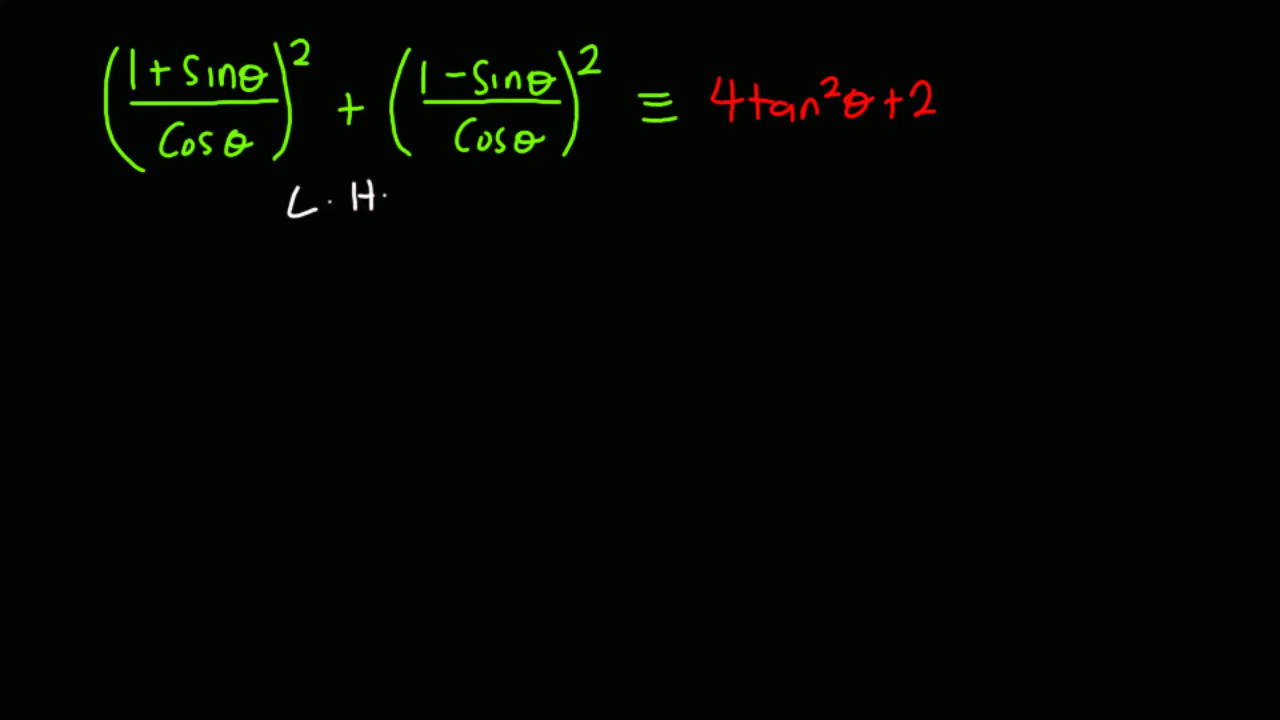 (1+sinθ/cosθ)² + (1-sinθ/cosθ)² ≡ 4tan²θ+2
L.H.